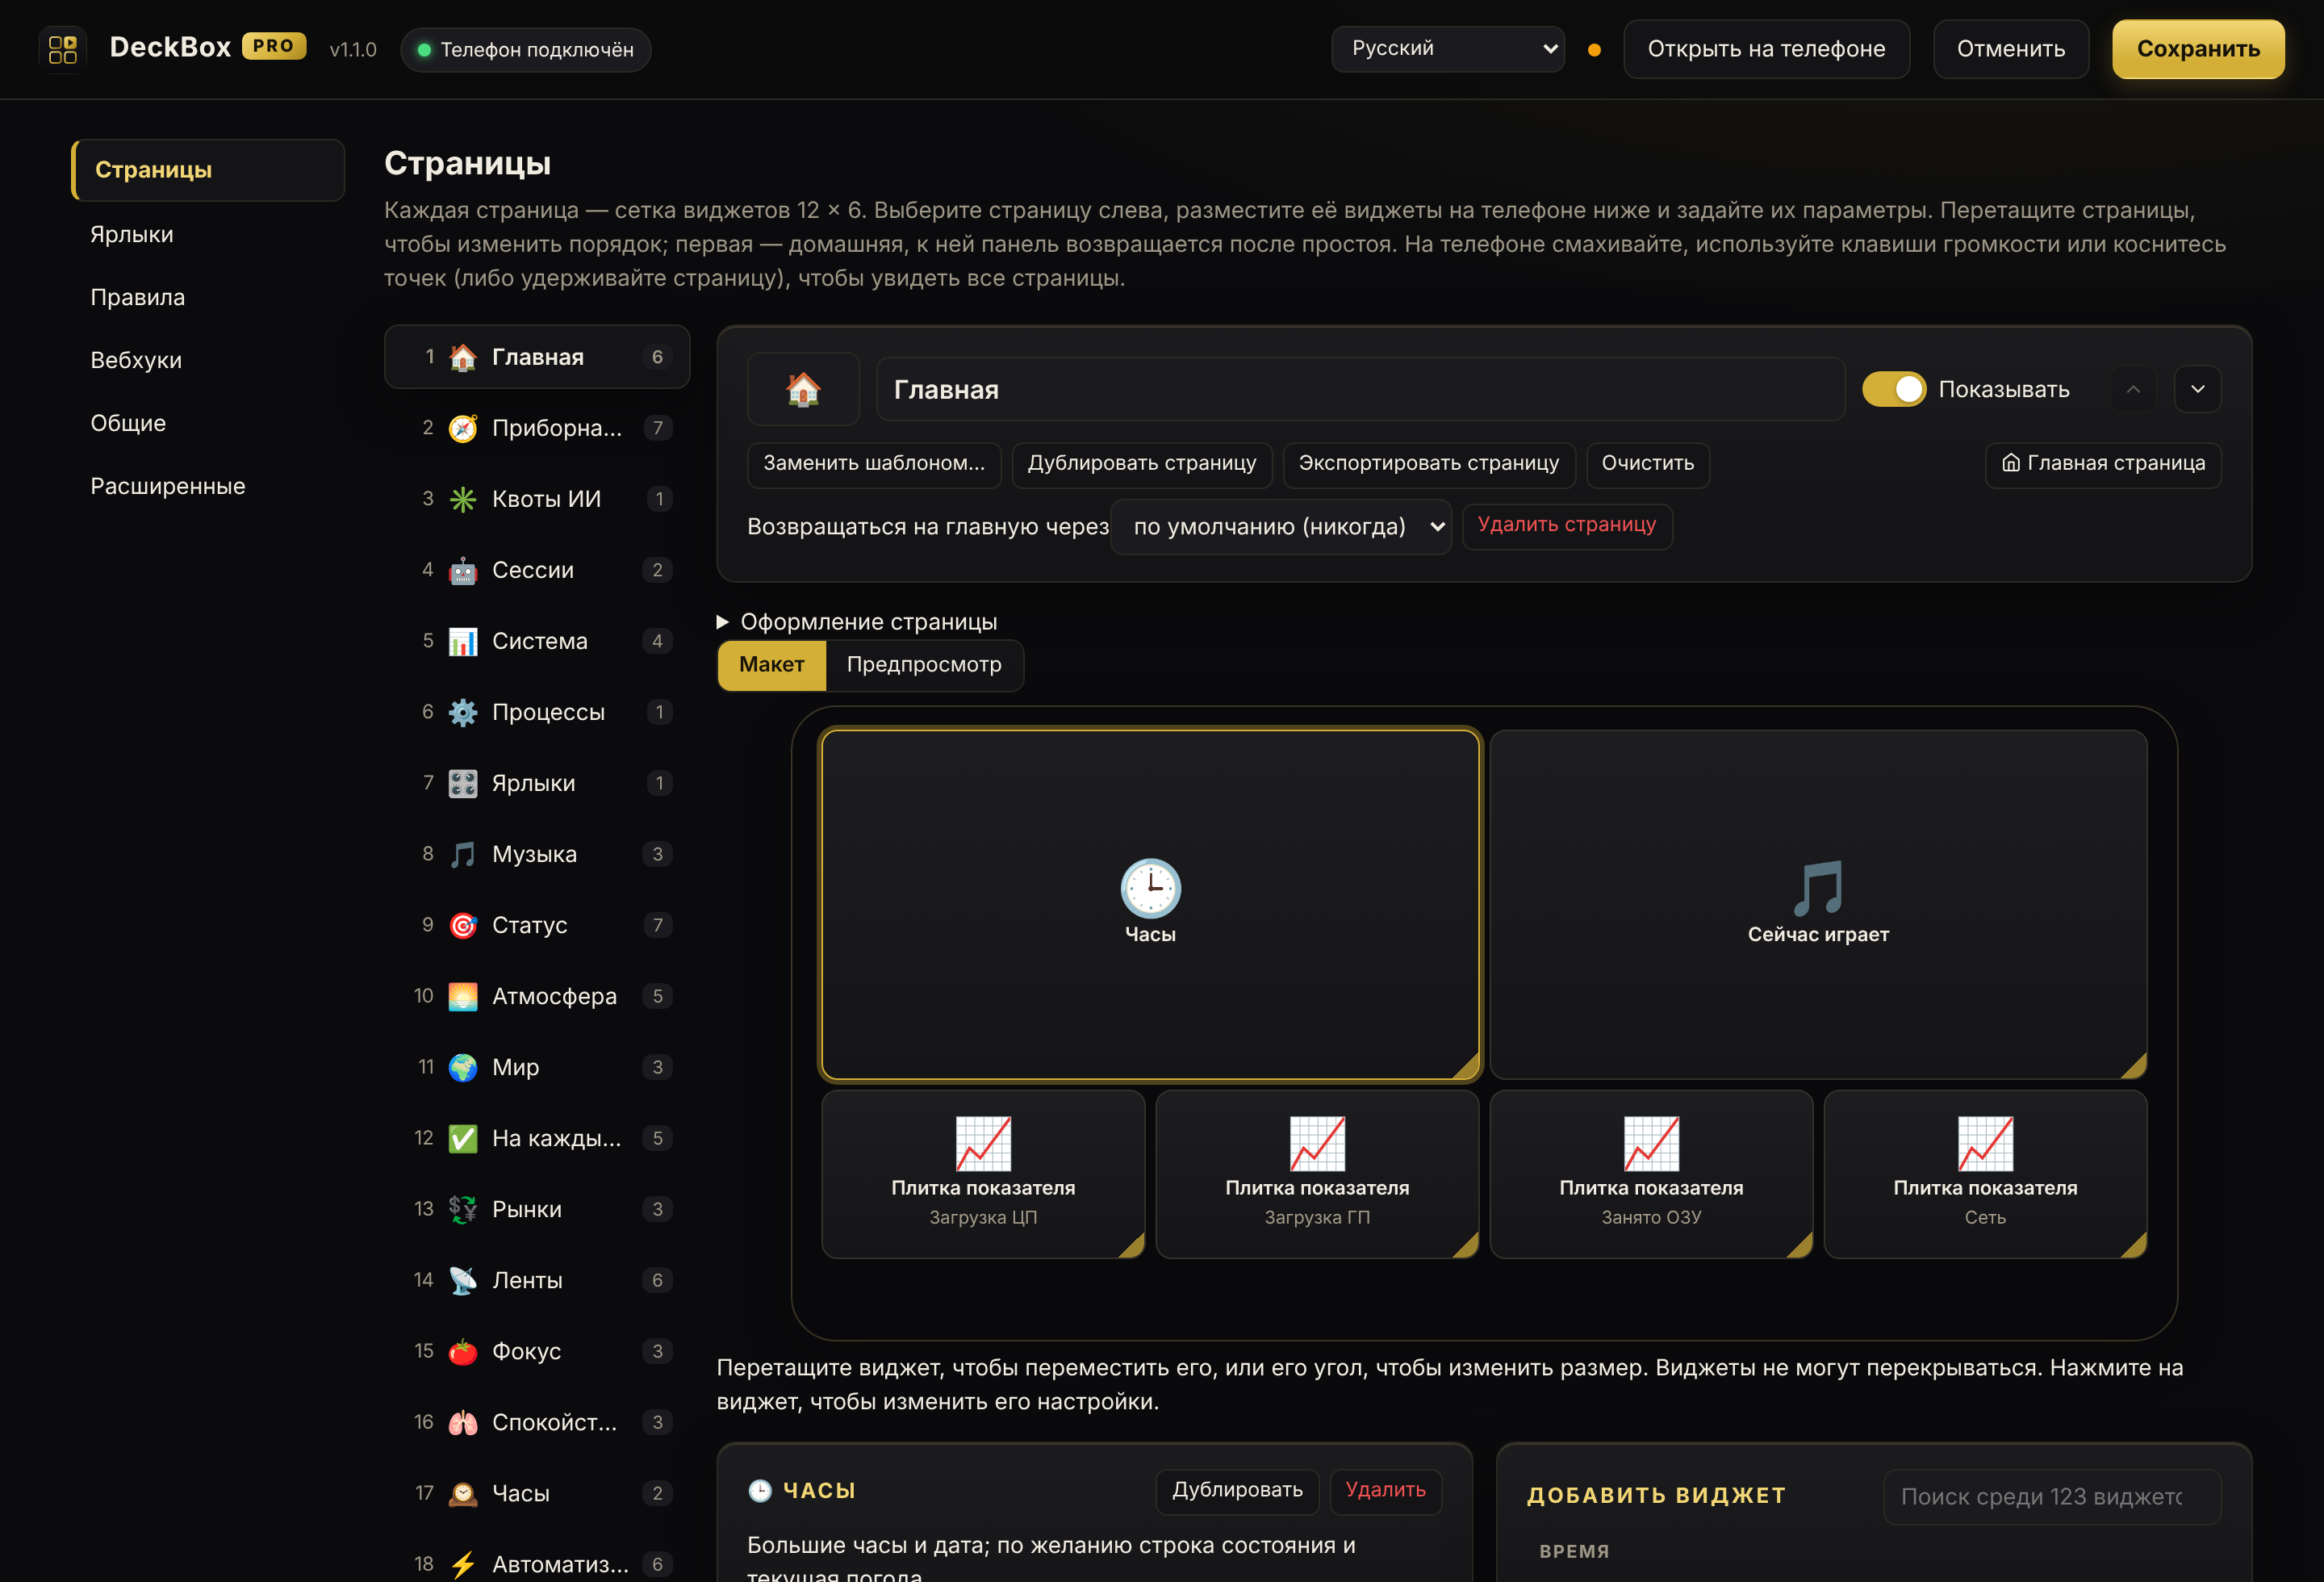 DeckBox PRO v1.1.0 Телефон подключён Русский Открыть на телефоне Отменить Сохранить
Страницы
Ярлыки
Правила
Вебхуки
Общие
Расширенные
Страницы
Каждая страница — сетка виджетов 12 × 6. Выберите страницу слева, разместите её виджеты на телефоне ниже и задайте их параметры. Перетащите страницы,
чтобы изменить порядок; первая — домашняя, к ней панель возвращается после простоя. На телефоне смахивайте, используйте клавиши громкости или коснитесь
точек (либо удерживайте страницу), чтобы увидеть все страницы.
1 Главная 6
2 Приборна... 7
3 Квоты ИИ 1
4 Сессии 2
5 Система 4
6 Процессы 1
7 Ярлыки 1
8 Музыка 3
9 Статус 7
10 Атмосфера 5
11 Мир 3
12 На кажды... 5
13 Рынки 3
14 Ленты 6
15 Фокус 3
16 Спокойст... 3
17 Часы 2
18 Автоматиз... 6
Главная Показывать
Заменить шаблоном... Дублировать страницу Экспортировать страницу Очистить Главная страница
Возвращаться на главную через по умолчанию (никогда) Удалить страницу
Оформление страницы
Макет Предпросмотр
Часы Сейчас играет
Плитка показателя Плитка показателя Плитка показателя Плитка показателя
Загрузка ЦП Загрузка ГП Занято ОЗУ Сеть
Перетащите виджет, чтобы переместить его, или его угол, чтобы изменить размер. Виджеты не могут перекрываться. Нажмите на
виджет, чтобы изменить его настройки.
ЧАСЫ Дублировать Удалить
Большие часы и дата; по желанию строка состояния и
текущая погода
ДОБАВИТЬ ВИДЖЕТ Поиск среди 123 виджетс
ВРЕМЯ